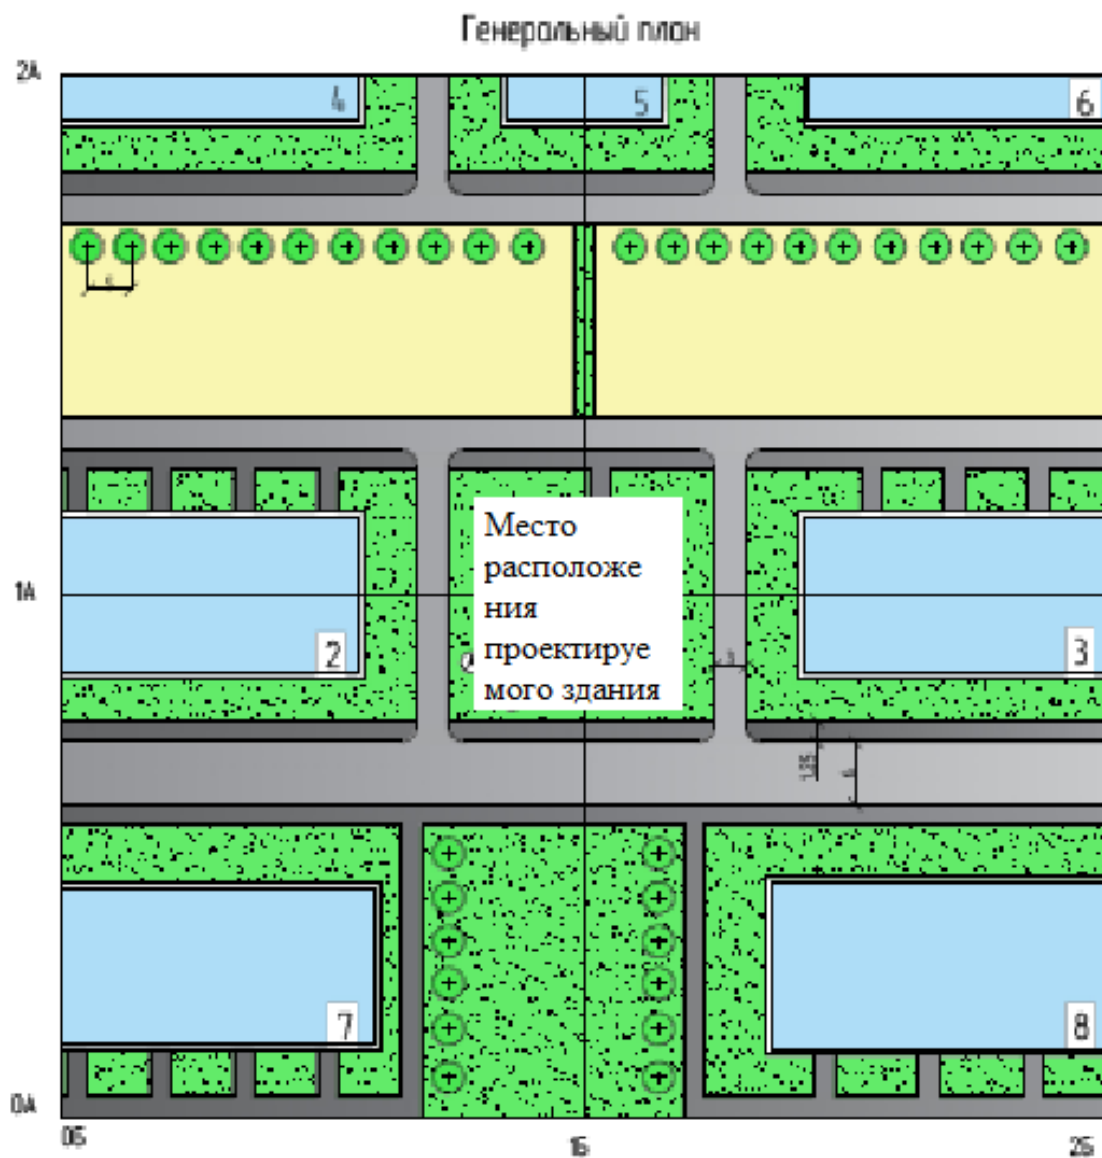 Генеральный план
2А
4
5
6
Место
расположе
ния
проектируе
мого здания
1А
2
3
7
8
0А
0Б
1Б
2Б